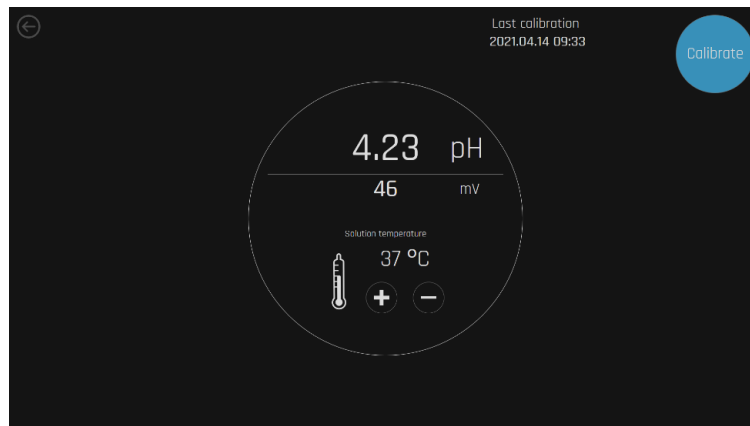 Last calibration
2021.04.14 09:33
Calibrate
4.23 pH
46 mV
Solution temperature
37 °C
+ −